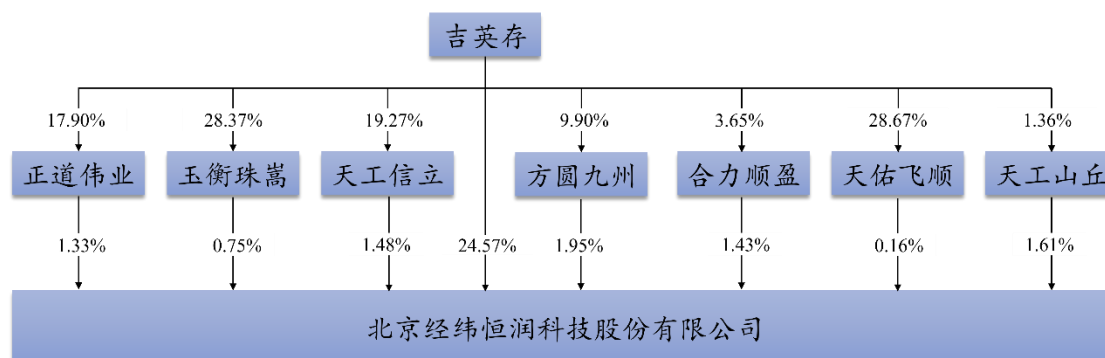 吉英存
17.90% 28.37% 19.27% 9.90% 3.65% 28.67% 1.36%
正道伟业 玉衡珠嵩 天工信立 方圆九州 合力顺盈 天佑飞顺 天工山丘
1.33% 0.75% 1.48% 24.57% 1.95% 1.43% 0.16% 1.61%
北京经纬恒润科技股份有限公司